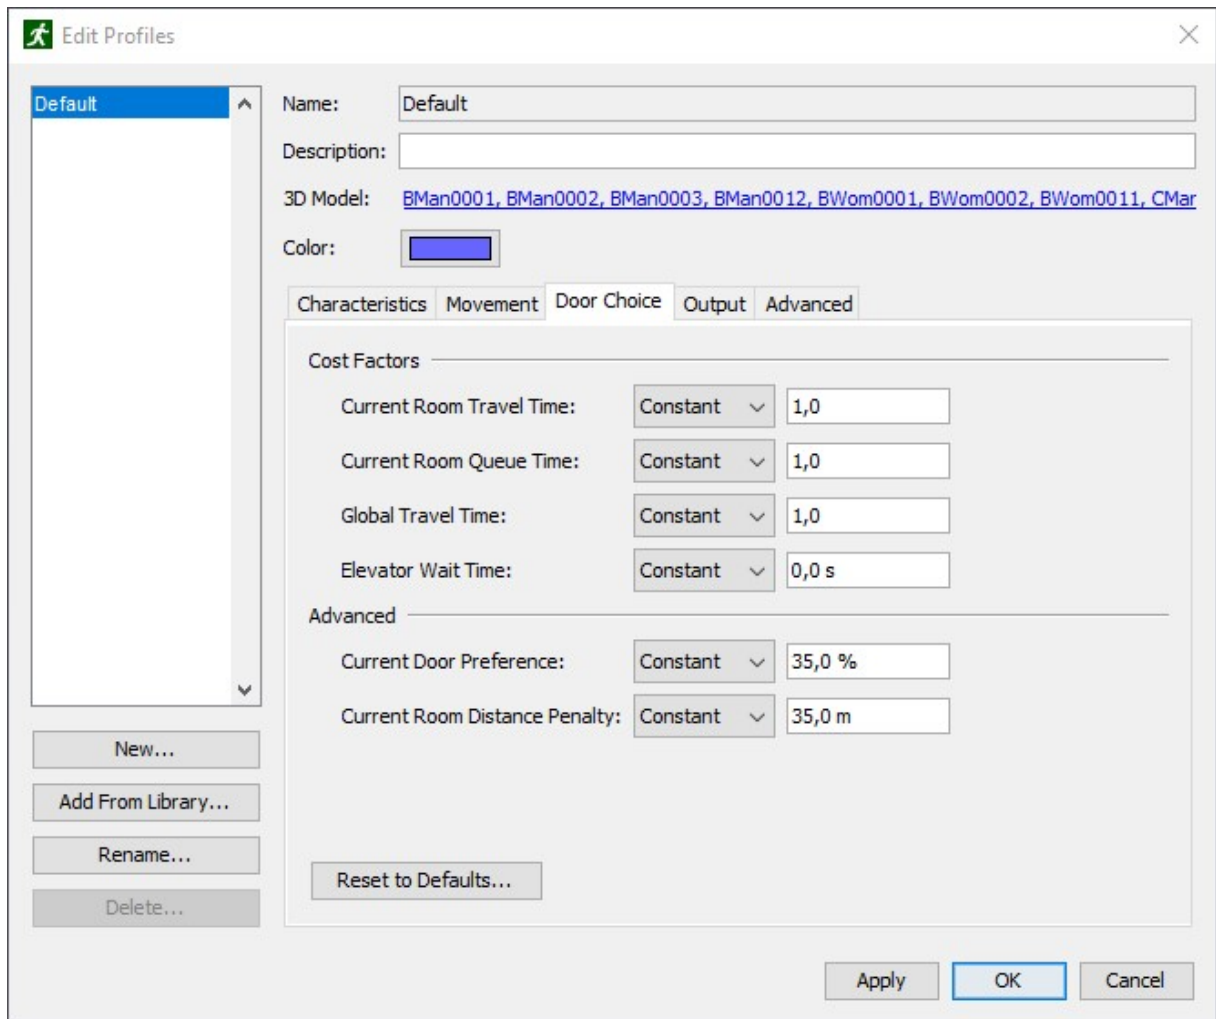 Edit Profiles
Default
Name: Default
Description:
3D Model: BMan0001, BMan0002, BMan0003, BMan0012, BWom0001, BWom0002, BWom0011, CMar
Color:
Characteristics Movement Door Choice Output Advanced
Cost Factors
Current Room Travel Time: Constant 1,0
Current Room Queue Time: Constant 1,0
Global Travel Time: Constant 1,0
Elevator Wait Time: Constant 0,0 s
Advanced
Current Door Preference: Constant 35,0 %
Current Room Distance Penalty: Constant 35,0 m
New...
Add From Library...
Rename...
Delete...
Reset to Defaults...
Apply OK Cancel